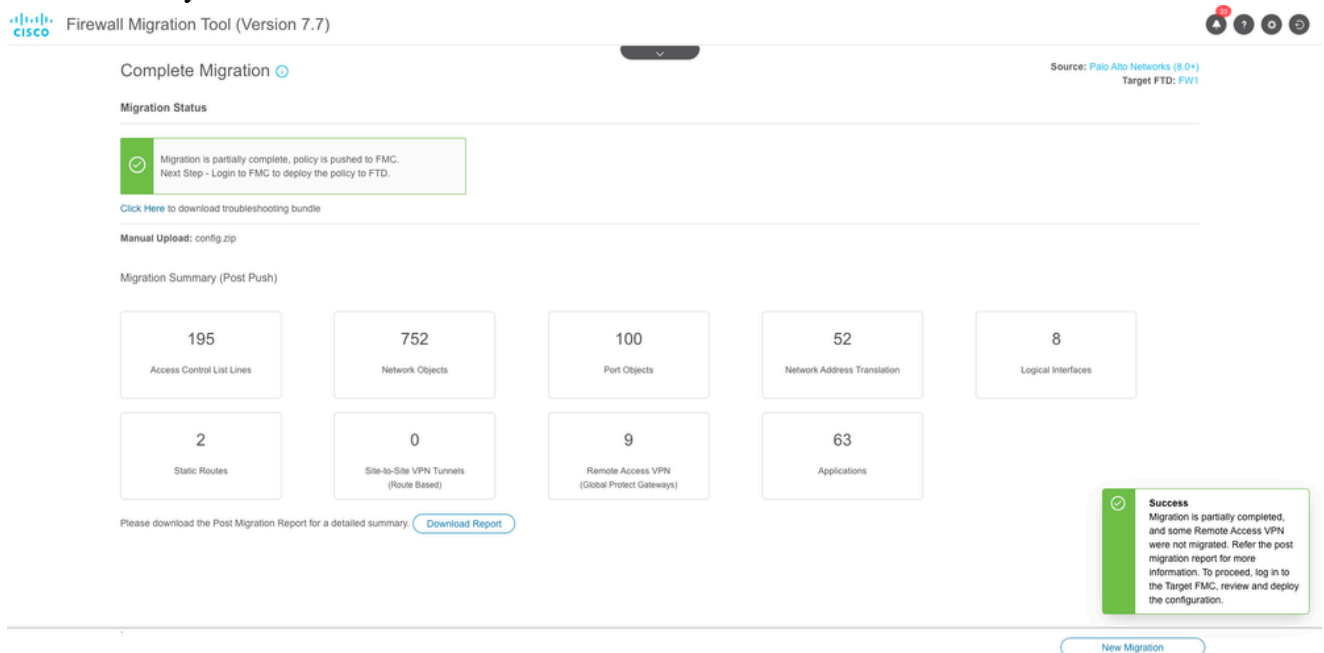 cisco
Firewall Migration Tool (Version 7.7)
33
?
Complete Migration
Source: Palo Alto Networks (8.0+)
Target FTD: FW1
Migration Status
Migration is partially complete, policy is pushed to FMC.
Next Step - Login to FMC to deploy the policy to FTD.
Click Here to download troubleshooting bundle
Manual Upload: config.zip
Migration Summary (Post Push)
195
Access Control List Lines
752
Network Objects
100
Port Objects
52
Network Address Translation
8
Logical Interfaces
2
Static Routes
0
Site-to-Site VPN Tunnels
(Route Based)
9
Remote Access VPN
(Global Protect Gateways)
63
Applications
Please download the Post Migration Report for a detailed summary. Download Report
Success
Migration is partially completed,
and some Remote Access VPN
were not migrated. Refer the post
migration report for more
information. To proceed, log in to
the Target FMC, review and deploy
the configuration.
New Migration